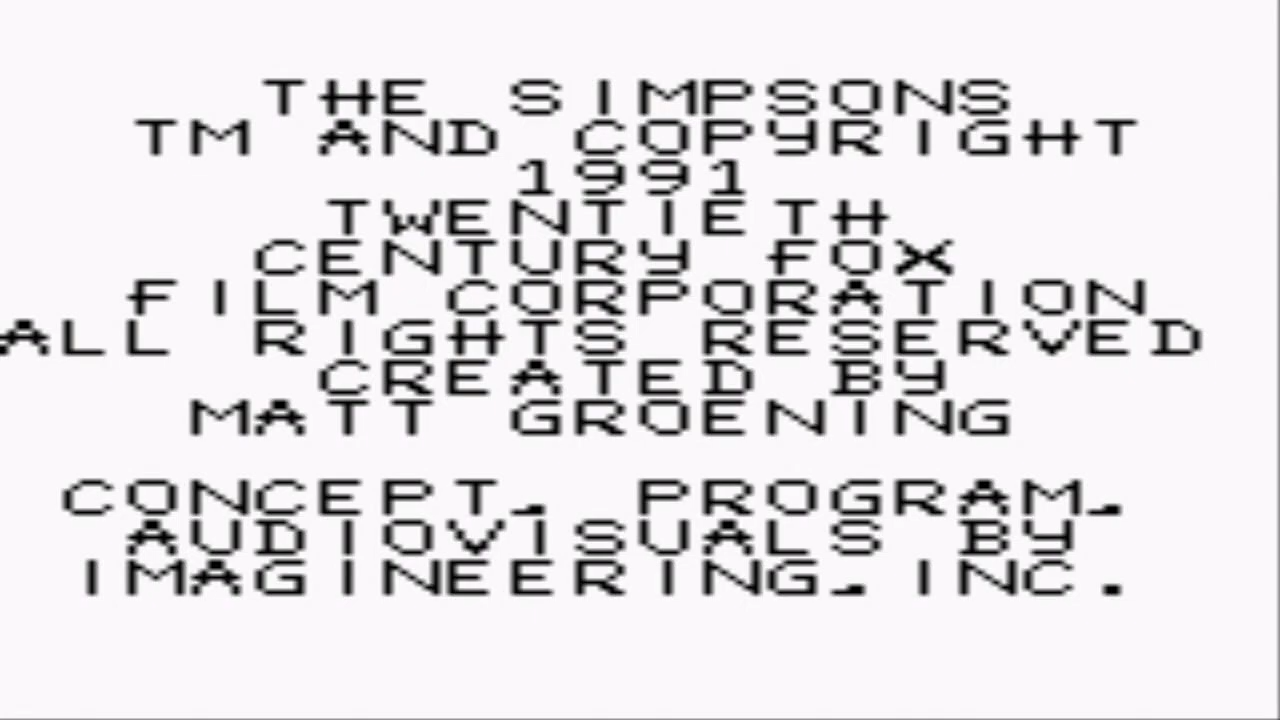 THE SIMPSONS
TM AND COPYRIGHT
1991
TWENTIETH
CENTURY FOX
FILM CORPORATION
ALL RIGHTS RESERVED
CREATED BY
MATT GROENING
CONCEPT, PROGRAM,
AUDIOVISUALS BY
IMAGINEERING,INC.